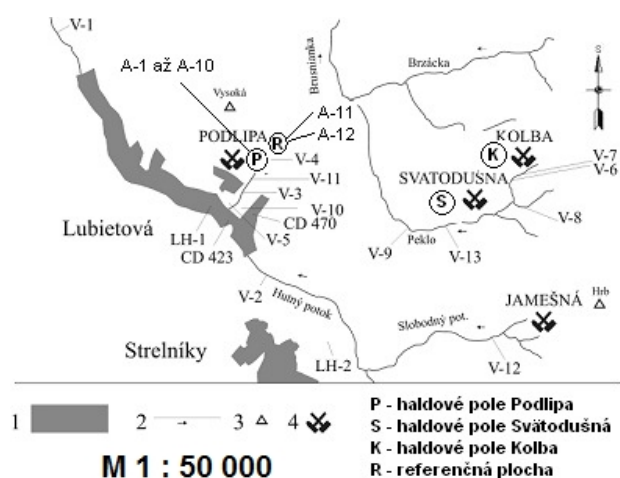 V-1
A-1 až A-10
Vysoká
Brusnianka
Brzácka
S
A-11
A-12
PODLIPA
R
P
V-4
KOLBA
K
V-7
V-6
V-11
SVATODUŠNÁ
S
V-3
V-10
V-8
Lubietová
LH-1
CD 470
V-5
CD 423
V-9
Peklo
V-13
V-2
Hutný potok
JAMEŠNÁ
Hrb
Slobodný pot.
Strelníky
LH-2
V-12
1 2 3 4
P - haldové pole Podlipa
S - haldové pole Svätodušná
K - haldové pole Kolba
R - referenčná plocha
M 1 : 50 000